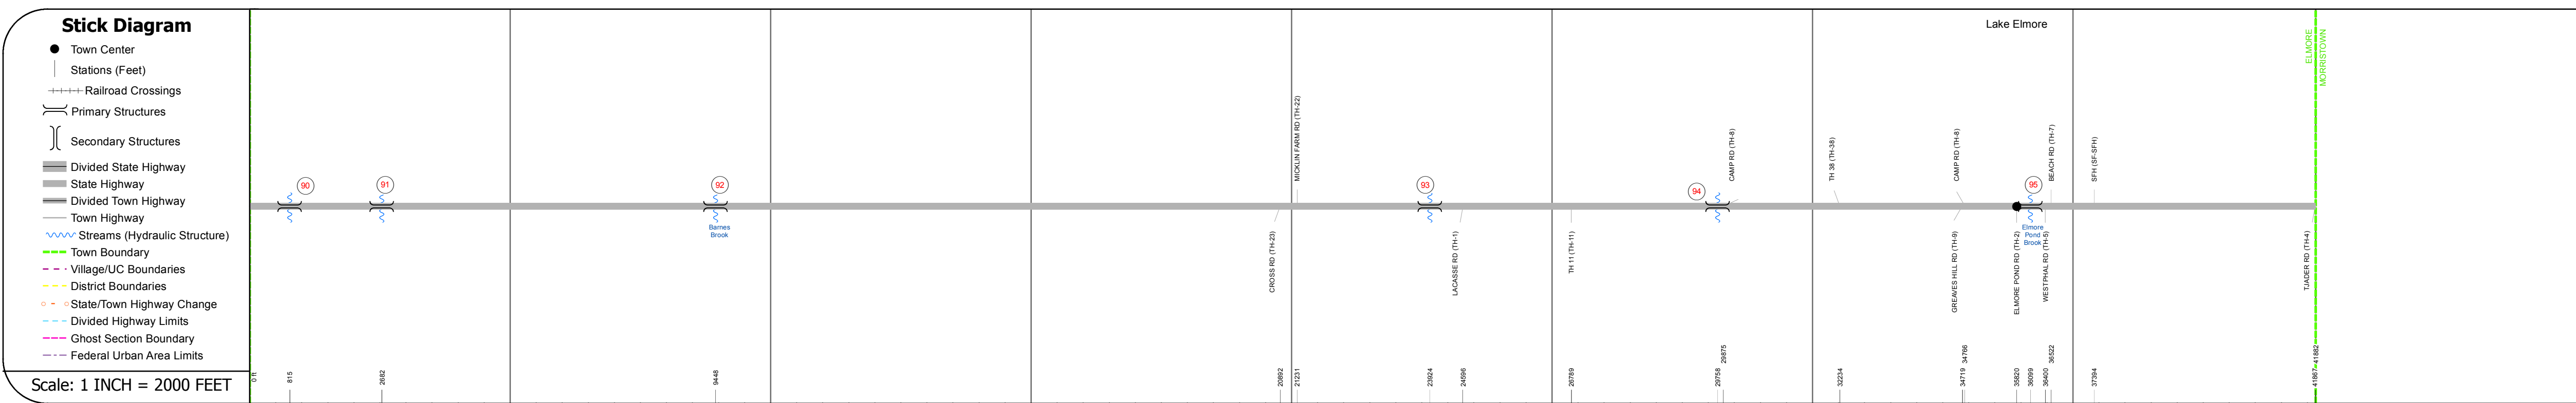 Stick Diagram
Town Center
Stations (Feet)
Railroad Crossings
Primary Structures
Secondary Structures
Divided State Highway
State Highway
Divided Town Highway
Town Highway
Streams (Hydraulic Structure)
Town Boundary
Village/UC Boundaries
District Boundaries
State/Town Highway Change
Divided Highway Limits
Ghost Section Boundary
Federal Urban Area Limits
Scale: 1 INCH = 2000 FEET
Lake Elmore
ELMORE
MORRISTOWN
MICKLIN FARM RD (TH-22)
CAMP RD (TH-8)
TH 38 (TH-38)
CAMP RD (TH-8)
BEACH RD (TH-7)
SFH (SF-SFH)
90
91
92
93
94
95
Barnes
Brook
Elmore
Pond
Brook
CROSS RD (TH-23)
LACASSE RD (TH-1)
TH 11 (TH-11)
GREAVES HILL RD (TH-9)
ELMORE POND RD (TH-2)
WESTPHAL RD (TH-5)
TJADER RD (TH-4)
0 ft
815
2682
9448
20892
21231
23924
24596
26789
29758
29875
32234
34719
34766
35820
36099
36400
36522
37394
41867
41882